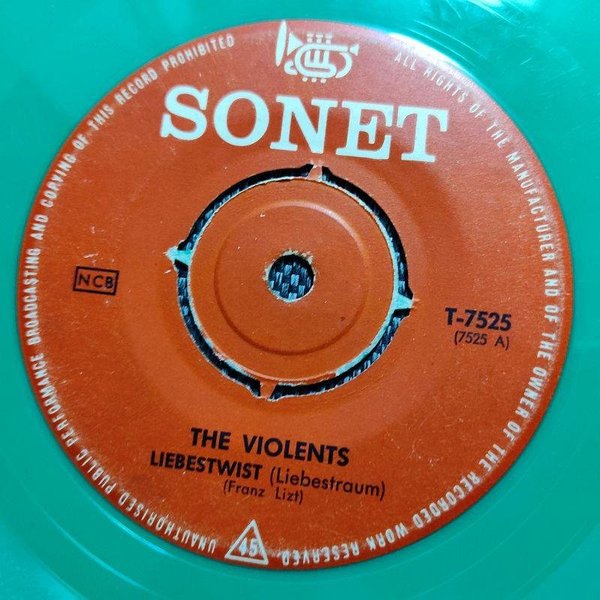 SONET
ALL RIGHTS OF THE MANUFACTURER AND OF THE OWNER OF THE RECORDED WORK RESERVED
UNAUTHORISED PUBLIC PERFORMANCE BROADCASTING AND COPYING OF THIS RECORD PROHIBITED
NCB
T-7525
(7525 A)
THE VIOLENTS
LIEBESTWIST (Liebestraum)
(Franz Lizt)
45